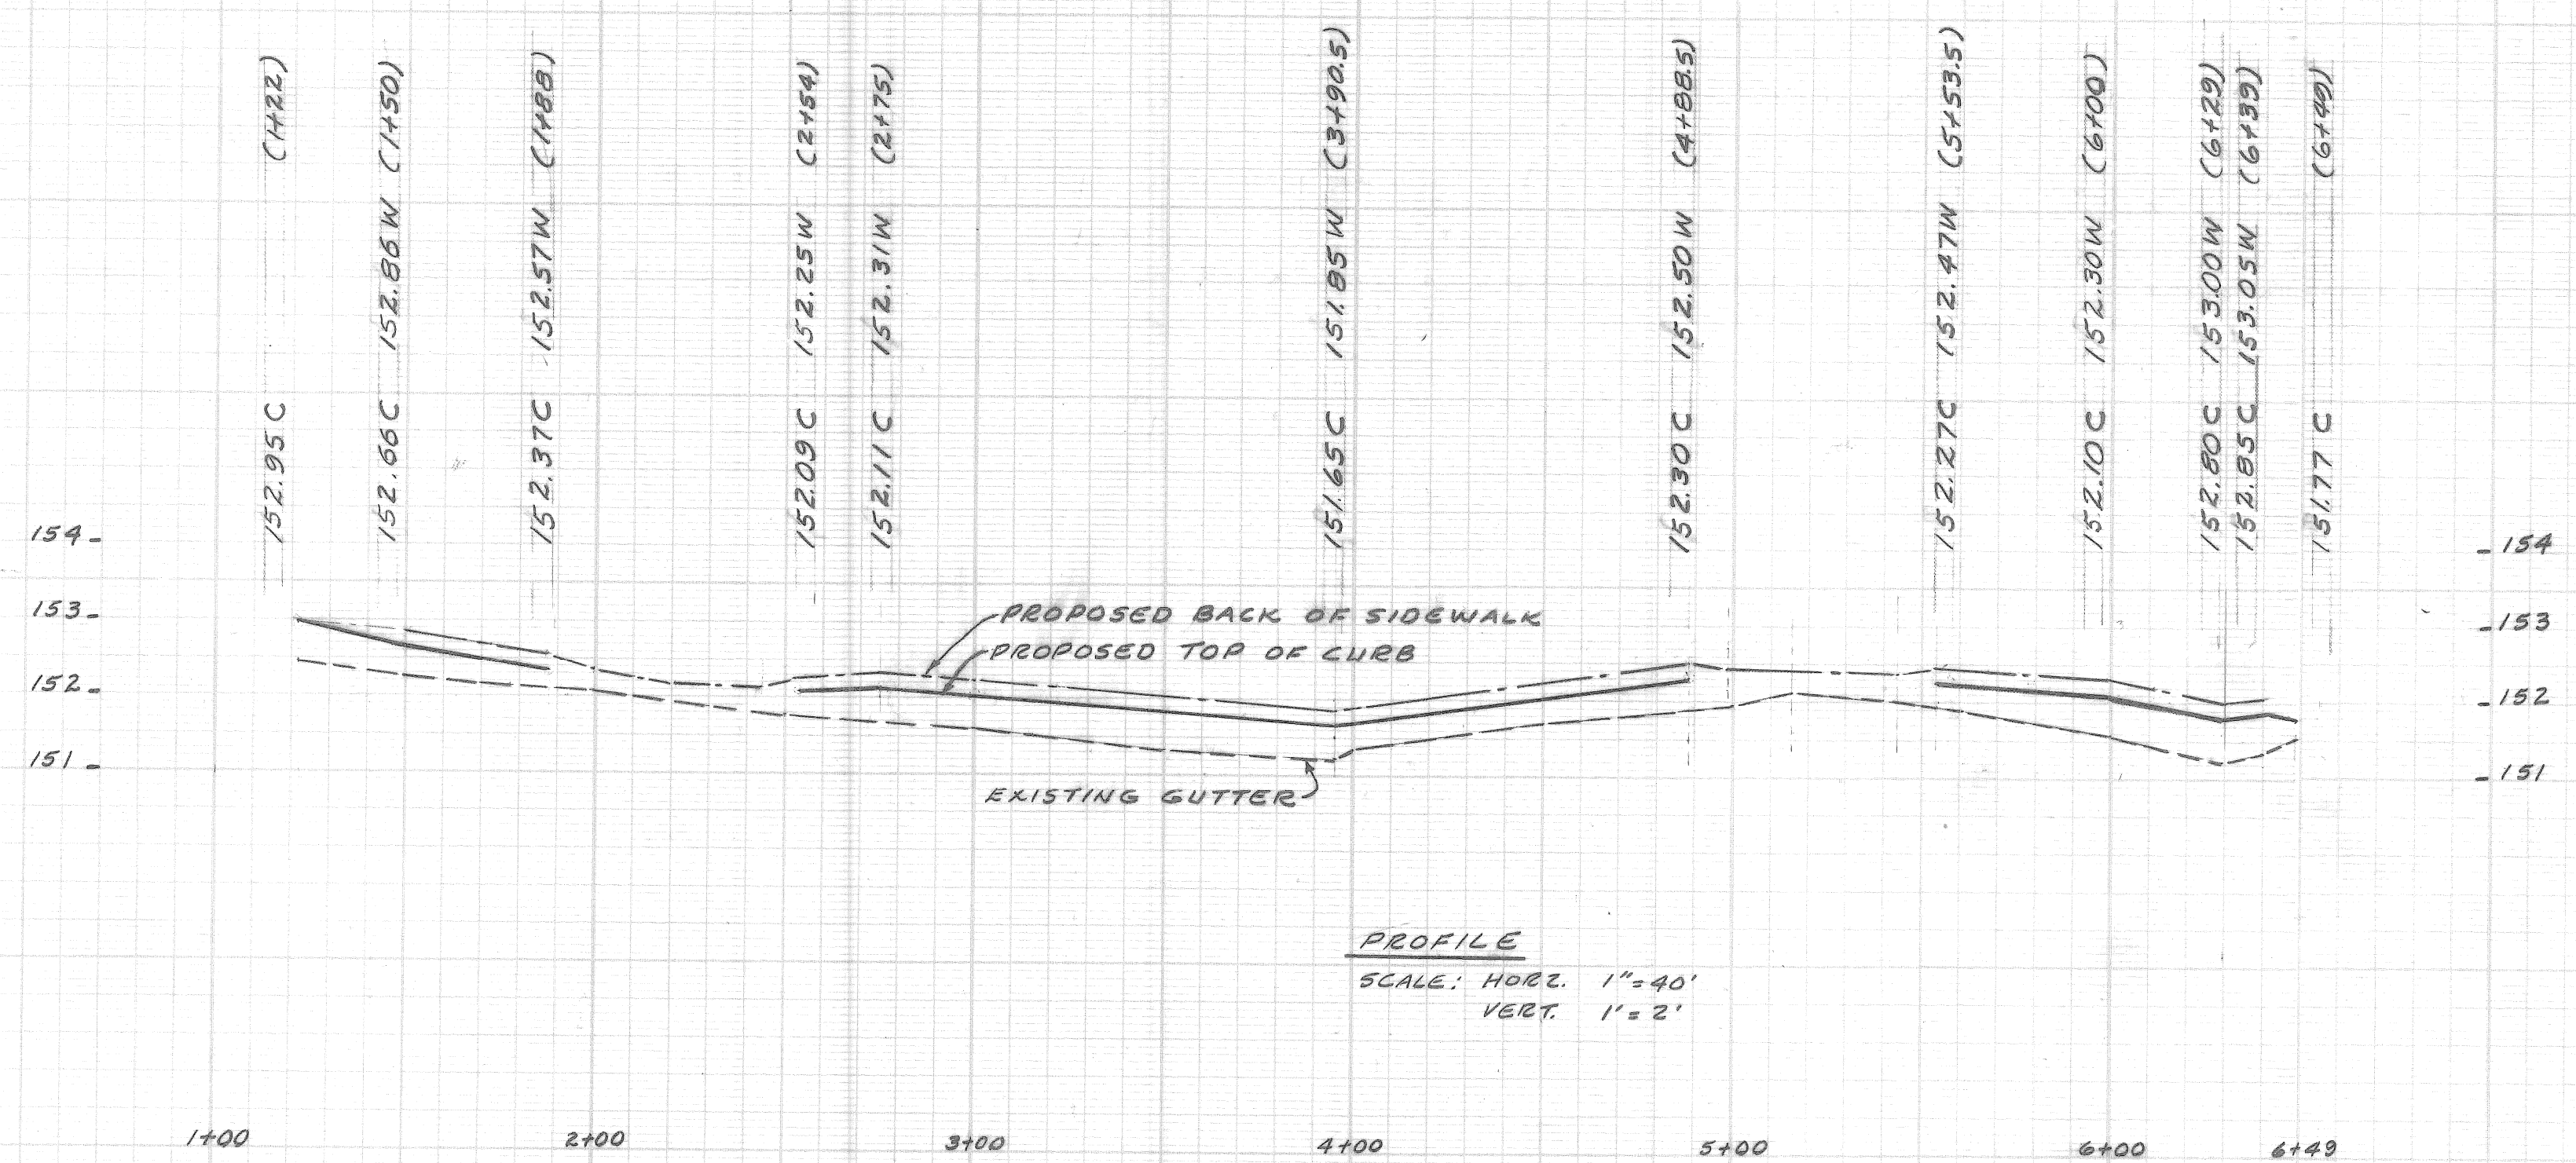 152.95 C (1+22)
152.66 C 152.86 W (1+50)
152.37 C 152.57 W (1+88)
152.09 C 152.25 W (2+54)
152.11 C 152.31 W (2+75)
151.65 C 151.85 W (3+90.5)
152.30 C 152.50 W (4+88.5)
152.27 C 152.47 W (5+53.5)
152.10 C 152.30 W (6+00)
152.80 C 153.00 W (6+29)
152.85 C 153.05 W (6+39)
151.77 C (6+49)
154 - - 154
153 - - 153
152 - - 152
151 - - 151
PROPOSED BACK OF SIDEWALK
PROPOSED TOP OF CURB
EXISTING GUTTER
PROFILE
SCALE: HORZ. 1"=40'
VERT. 1'=2'
1+00 2+00 3+00 4+00 5+00 6+00 6+49